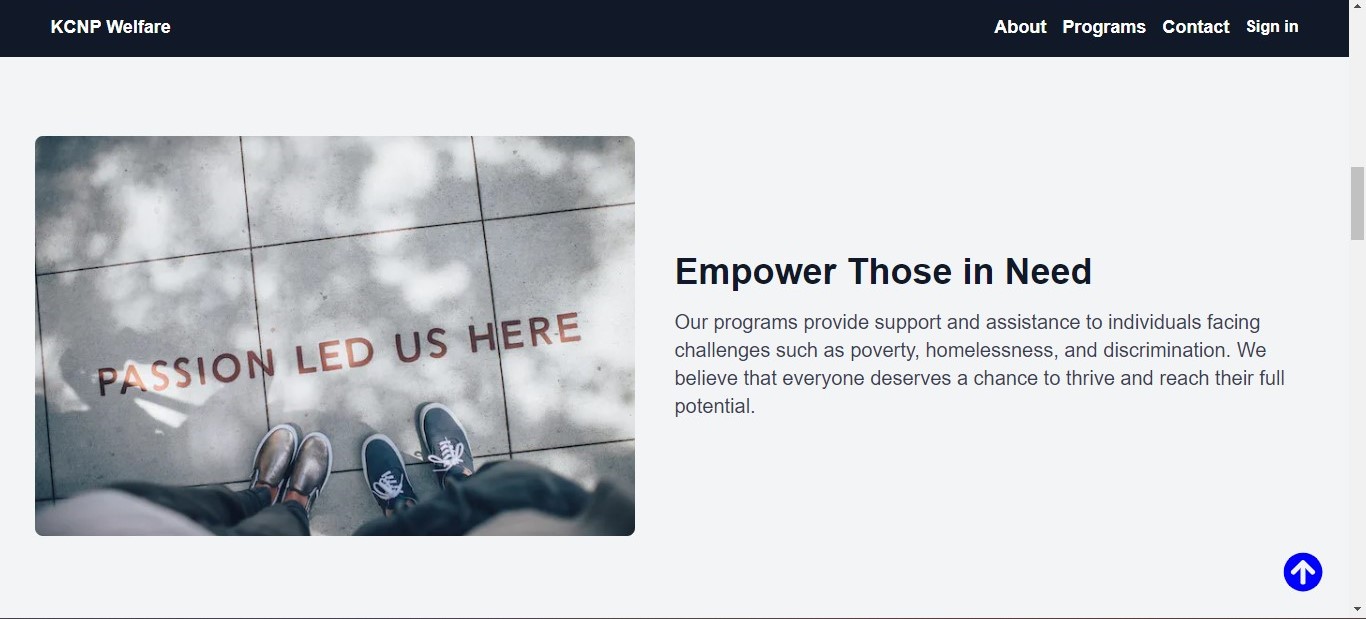 KCNP Welfare
About Programs Contact Sign in
PASSION LED US HERE
Empower Those in Need
Our programs provide support and assistance to individuals facing
challenges such as poverty, homelessness, and discrimination. We
believe that everyone deserves a chance to thrive and reach their full
potential.